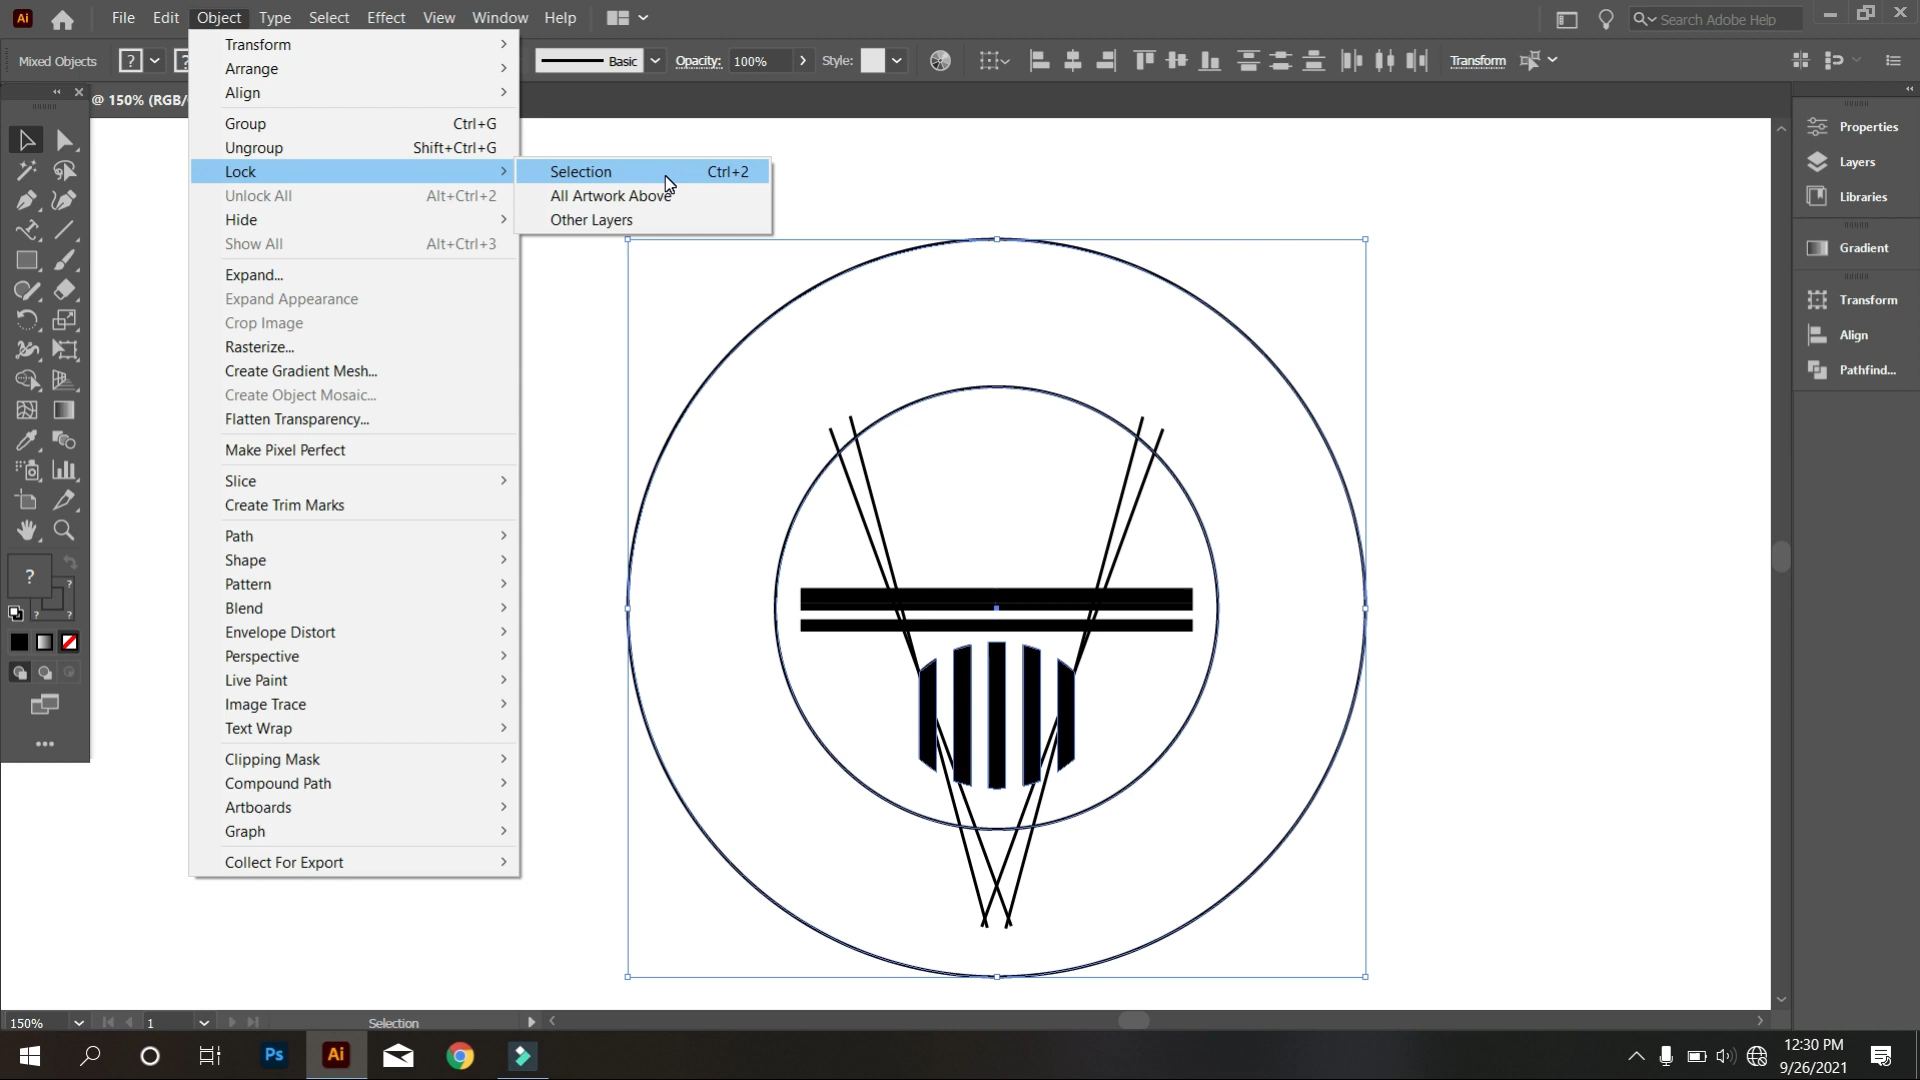 Ai File Edit Object Type Select Effect View Window Help Search Adobe Help
Mixed Objects ? ? Basic Opacity: 100% Style: Transform
@ 150% (RGB/
Transform
Arrange
Align
Group Ctrl+G
Ungroup Shift+Ctrl+G
Lock
Unlock All Alt+Ctrl+2
Hide
Show All Alt+Ctrl+3
Expand...
Expand Appearance
Crop Image
Rasterize...
Create Gradient Mesh...
Create Object Mosaic...
Flatten Transparency...
Make Pixel Perfect
Slice
Create Trim Marks
Path
Shape
Pattern
Blend
Envelope Distort
Perspective
Live Paint
Image Trace
Text Wrap
Clipping Mask
Compound Path
Artboards
Graph
Collect For Export
Selection Ctrl+2
All Artwork Above
Other Layers
Properties
Layers
Libraries
Gradient
Transform
Align
Pathfind...
? ?
? ?
150% 1 Selection
Ps Ai
12:30 PM
9/26/2021